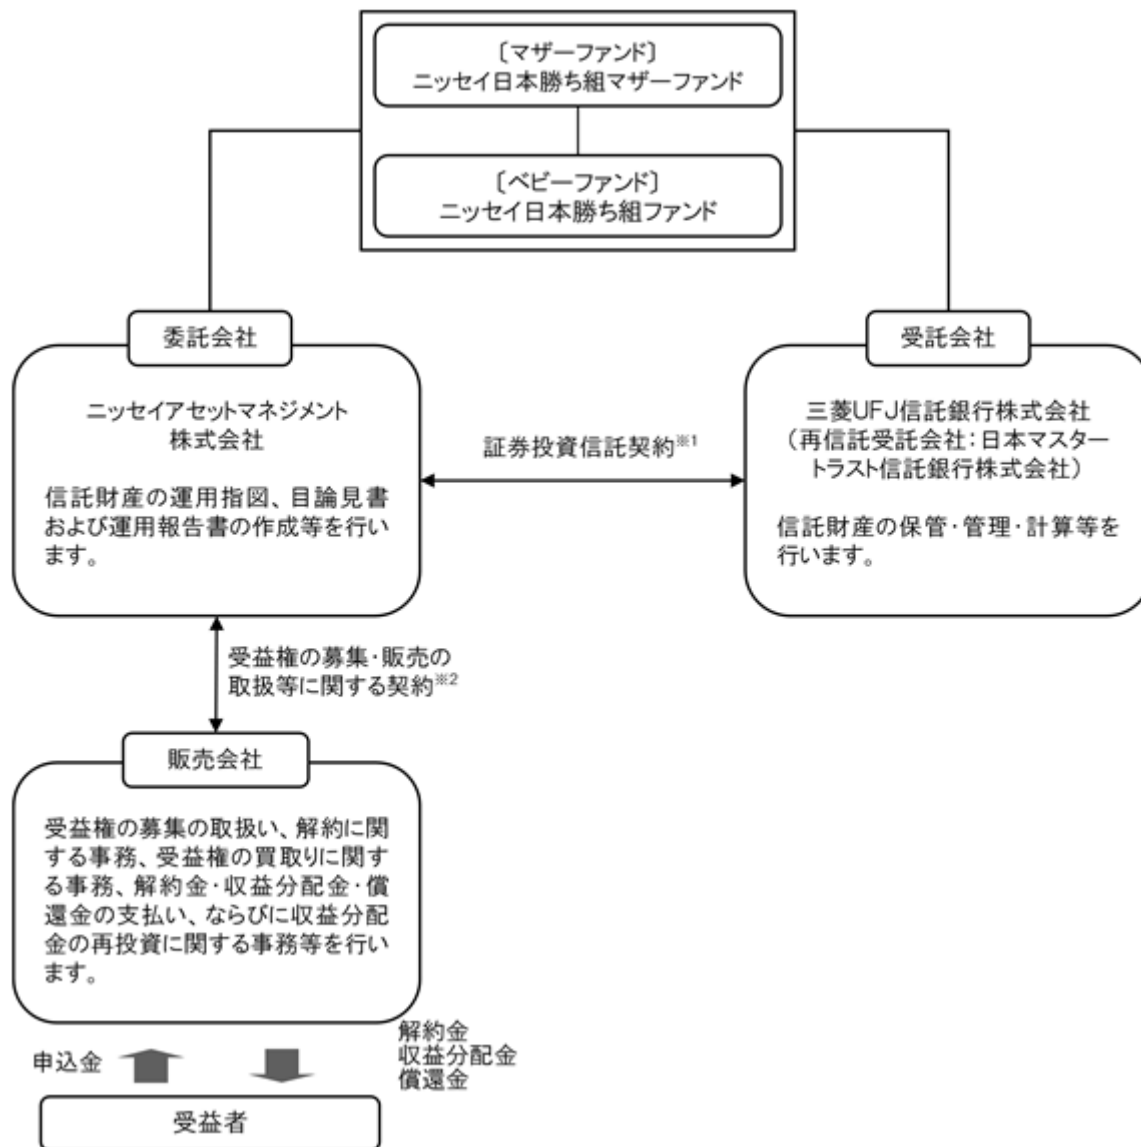 〔マザーファンド〕
ニッセイ日本勝ち組マザーファンド
〔ベビーファンド〕
ニッセイ日本勝ち組ファンド
委託会社
ニッセイアセットマネジメント
株式会社
信託財産の運用指図、目論見書
および運用報告書の作成等を行い
ます。
証券投資信託契約※1
受託会社
三菱UFJ信託銀行株式会社
（再信託受託会社：日本マスター
トラスト信託銀行株式会社）
信託財産の保管・管理・計算等を
行います。
受益権の募集・販売の
取扱等に関する契約※2
販売会社
受益権の募集の取扱い、解約に関
する事務、受益権の買取りに関す
る事務、解約金・収益分配金・償
還金の支払い、ならびに収益分配
金の再投資に関する事務等を行い
ます。
申込金
解約金
収益分配金
償還金
受益者